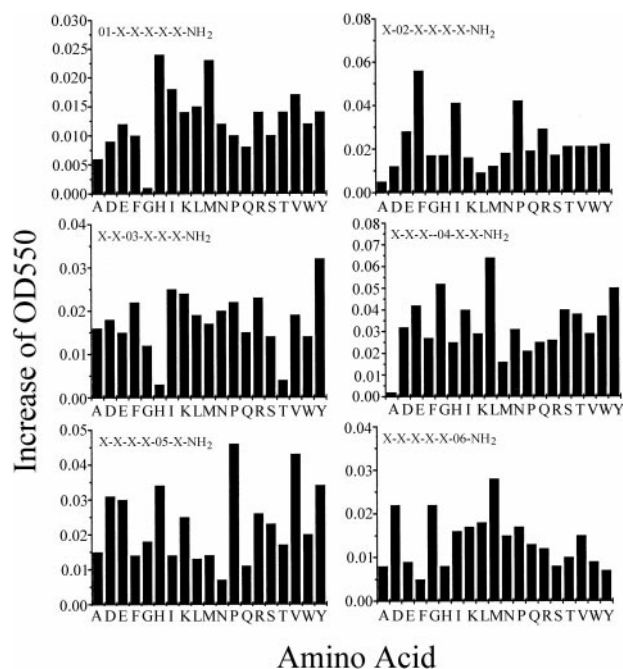 Increase of OD550
01-X-X-X-X-X-NH2
0.030
0.025
0.020
0.015
0.010
0.005
0.000
A D E F G H I K L M N P Q R S T V W Y
X-02-X-X-X-X-NH2
0.08
0.06
0.04
0.02
0.00
A D E F G H I K L M N P Q R S T V W Y
X-X-03-X-X-X-NH2
0.04
0.03
0.02
0.01
0.00
A D E F G H I K L M N P Q R S T V W Y
X-X-X--04-X-X-NH2
0.08
0.07
0.06
0.05
0.04
0.03
0.02
0.01
0.00
A D E F G H I K L M N P Q R S T V W Y
X-X-X-X-05-X-NH2
0.05
0.04
0.03
0.02
0.01
0.00
A D E F G H I K L M N P Q R S T V W Y
X-X-X-X-X-06-NH2
0.04
0.03
0.02
0.01
0.00
A D E F G H I K L M N P Q R S T V W Y
Amino Acid